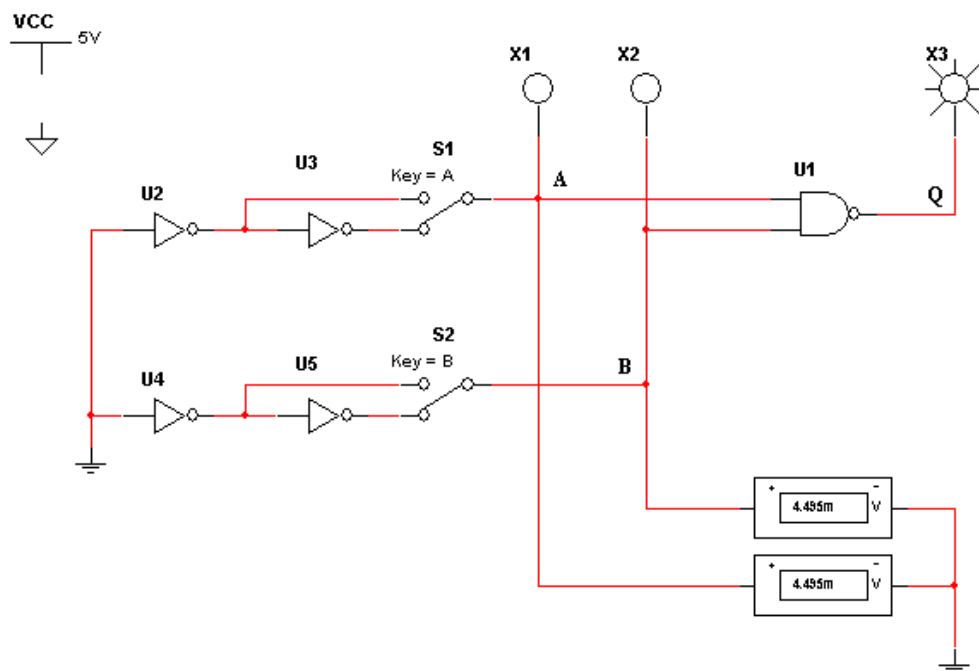 VCC
5V
X1
X2
X3
S1
Key = A
U3
U2
A
U1
Q
S2
Key = B
U5
U4
B
+ - 
4.495m V
+ -
4.495m V